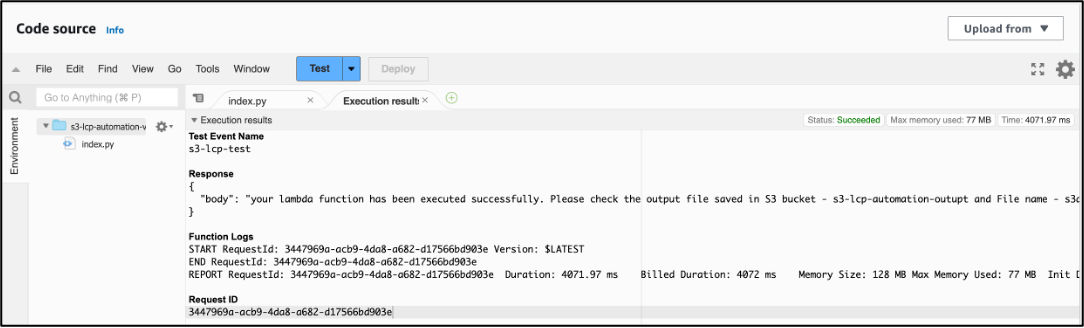 Code source Info
Upload from ▼
File Edit Find View Go Tools Window Test Deploy
Go to Anything (⌘ P)
index.py × Execution results ×
Environment
s3-lcp-automation-v
index.py
Execution results
Status: Succeeded Max memory used: 77 MB Time: 4071.97 ms
Test Event Name
s3-lcp-test
Response
{
"body": "your lambda function has been executed successfully. Please check the output file saved in S3 bucket - s3-lcp-automation-outupt and File name -
}
Function Logs
START RequestId: 3447969a-acb9-4da8-a682-d17566bd903e Version: $LATEST
END RequestId: 3447969a-acb9-4da8-a682-d17566bd903e
REPORT RequestId: 3447969a-acb9-4da8-a682-d17566bd903e Duration: 4071.97 ms Billed Duration: 4072 ms Memory Size: 128 MB Max Memory Used: 77 MB Init
Request ID
3447969a-acb9-4da8-a682-d17566bd903e